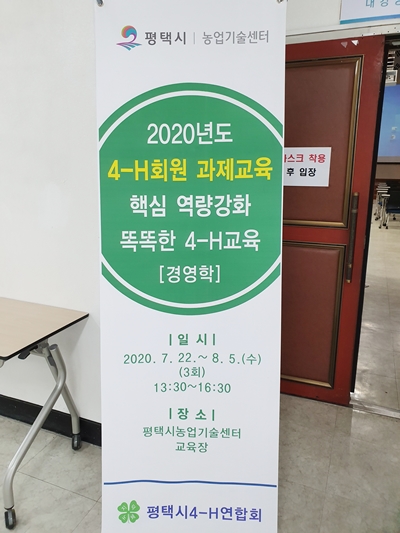 평택시 | 농업기술센터
2020년도
4-H회원 과제교육
핵심 역량강화
똑똑한 4-H교육
[경영학]
| 일 시 |
2020. 7. 22.~ 8. 5.(수)
(3회)
13:30~16:30
| 장 소 |
평택시농업기술센터
교육장
평택시4-H연합회
마스크 착용
후 입장